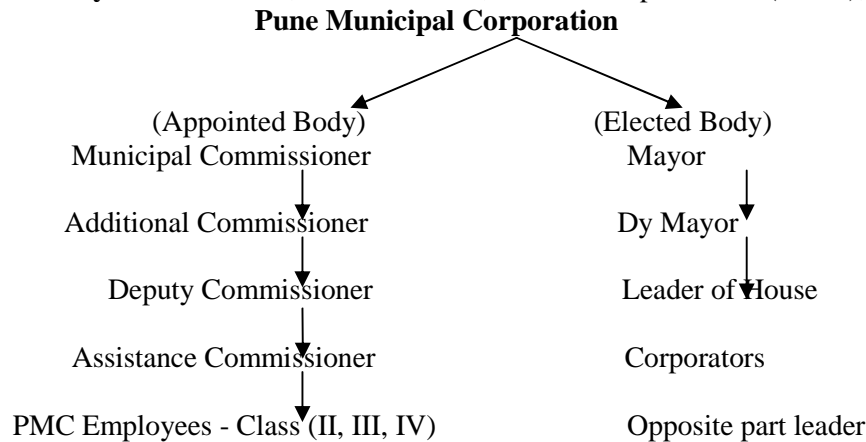 Pune Municipal Corporation
(Appointed Body) (Elected Body)
Municipal Commissioner Mayor
Additional Commissioner Dy Mayor
Deputy Commissioner Leader of House
Assistance Commissioner Corporators
PMC Employees - Class (II, III, IV) Opposite part leader